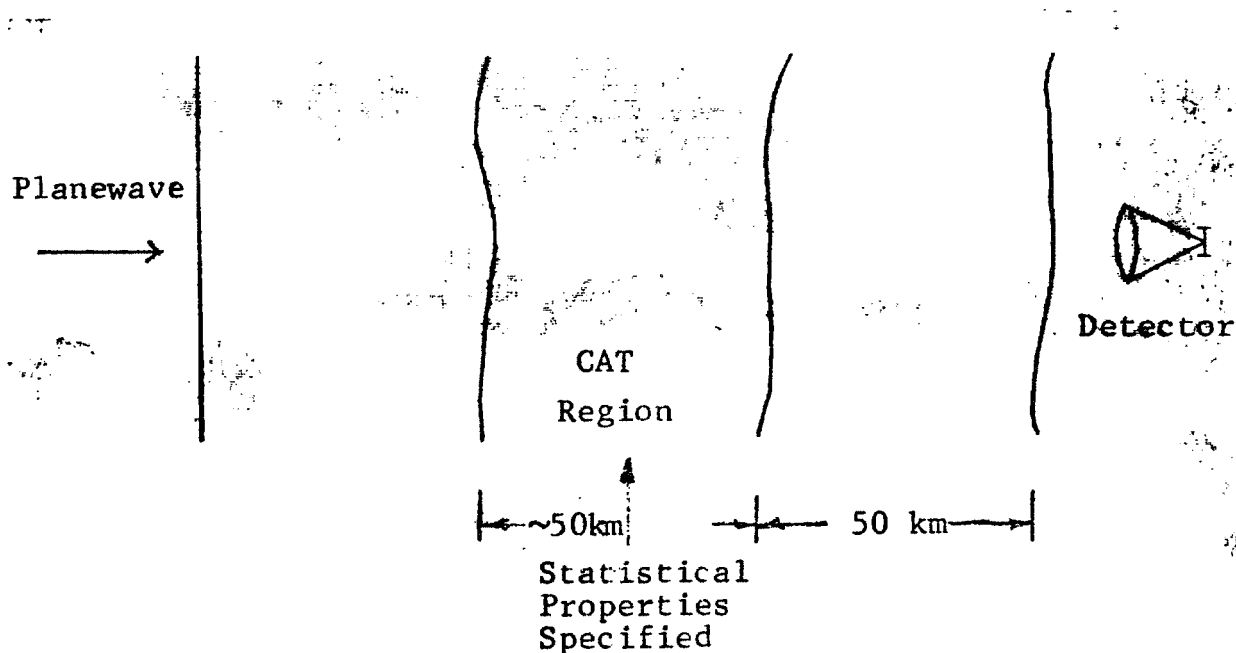 Planewave
CAT
Region
Detector
~50km
50 km
Statistical
Properties
Specified